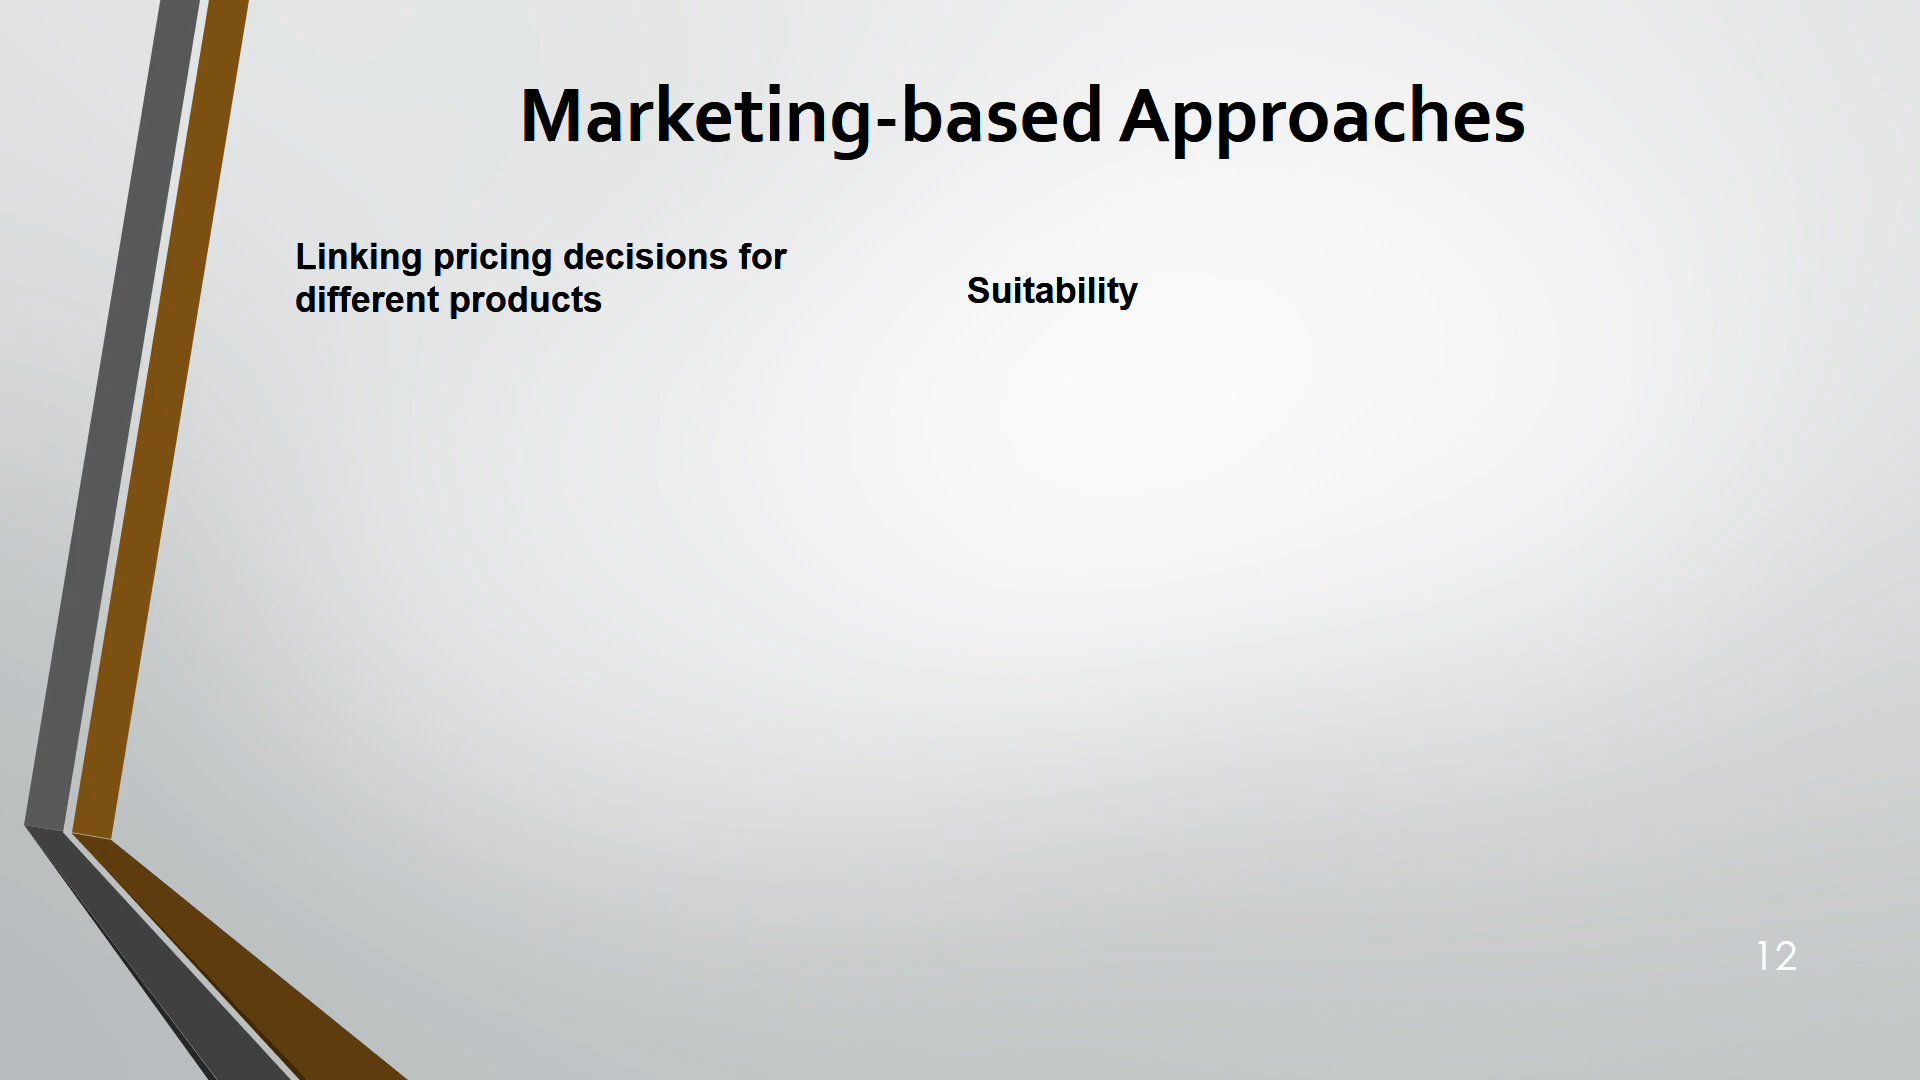 Marketing-based Approaches
Linking pricing decisions for
different products
Suitability
12